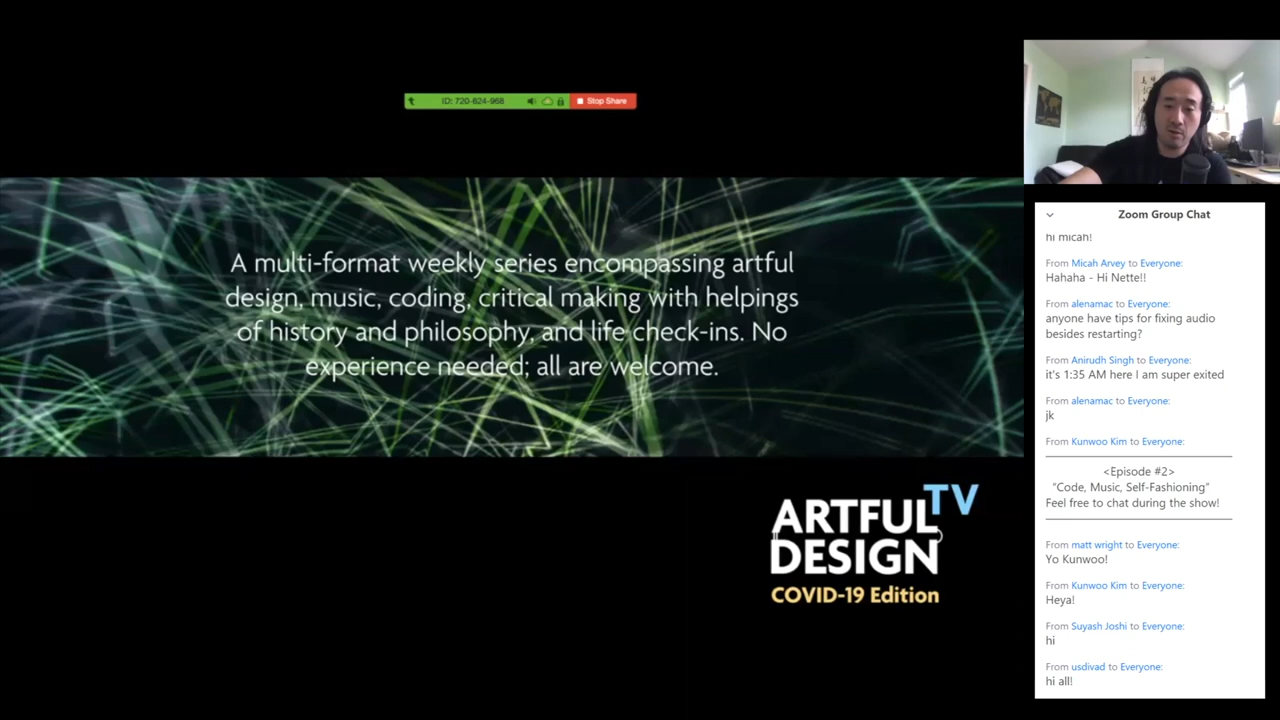 ID: 720-624-968
Stop Share
A multi-format weekly series encompassing artful
design, music, coding, critical making with helpings
of history and philosophy, and life check-ins. No
experience needed; all are welcome.
ARTFUL TV
DESIGN
COVID-19 Edition
Zoom Group Chat
hi micah!
From Micah Arvey to Everyone:
Hahaha - Hi Nette!!
From alenamac to Everyone:
anyone have tips for fixing audio
besides restarting?
From Anirudh Singh to Everyone:
it's 1:35 AM here I am super exited
From alenamac to Everyone:
jk
From Kunwoo Kim to Everyone:
<Episode #2>
“Code, Music, Self-Fashioning”
Feel free to chat during the show!
From matt wright to Everyone:
Yo Kunwoo!
From Kunwoo Kim to Everyone:
Heya!
From Suyash Joshi to Everyone:
hi
From usdivad to Everyone:
hi all!